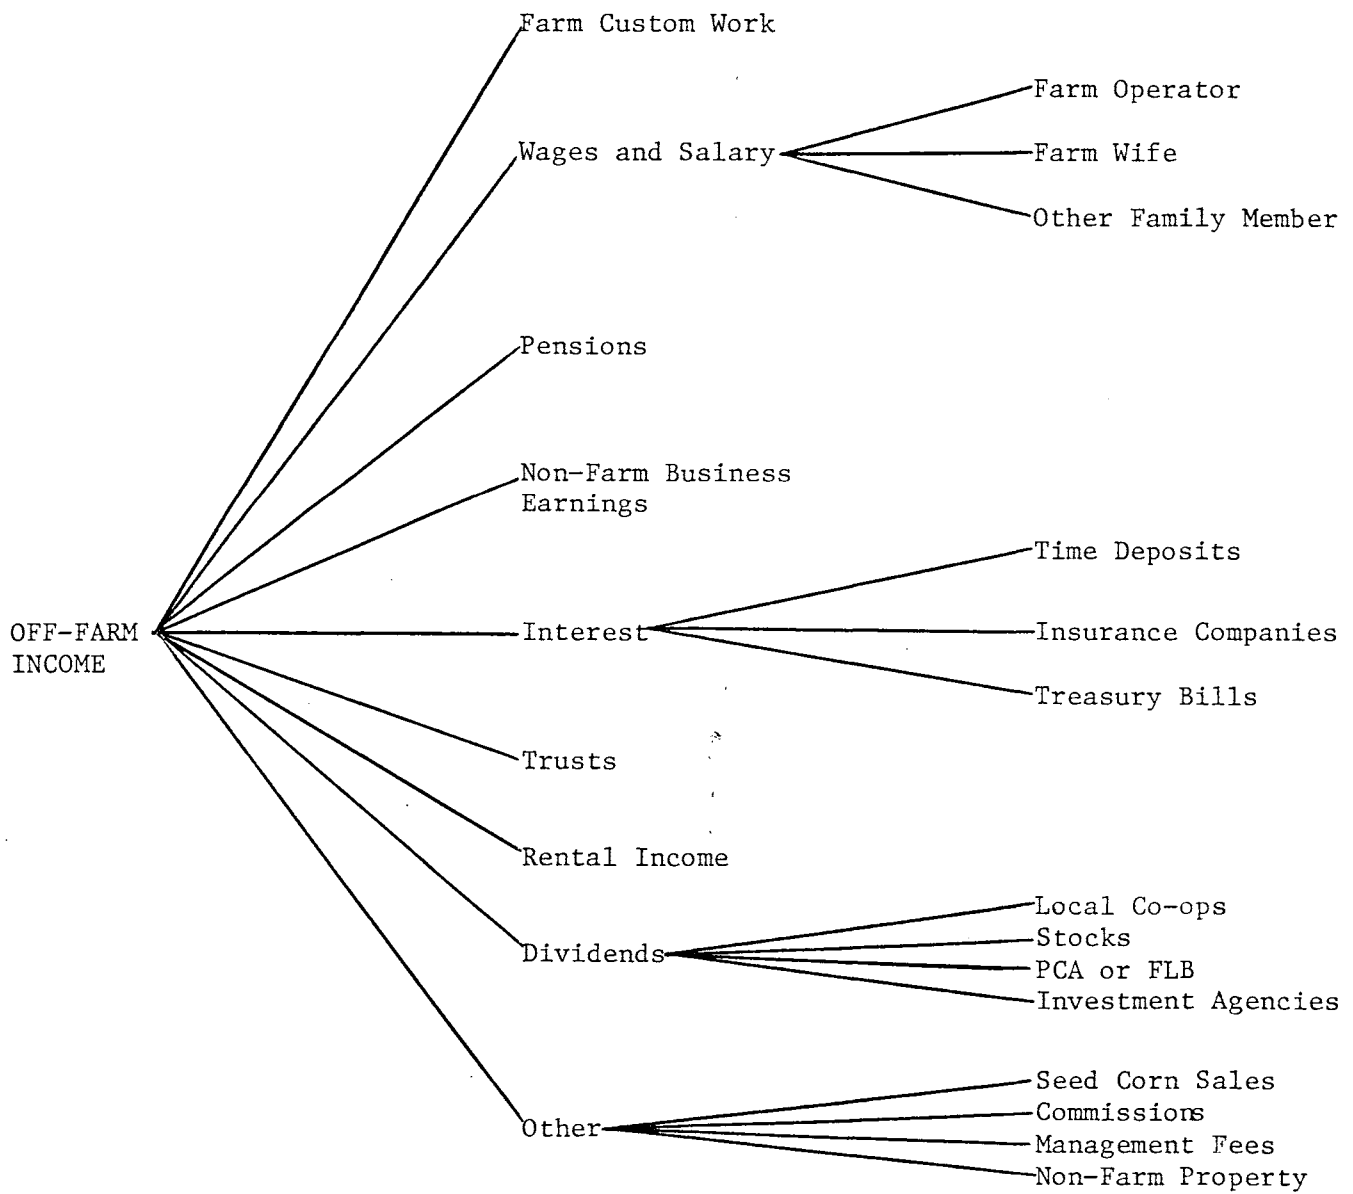 Farm Custom Work
Farm Operator
Wages and Salary
Farm Wife
Other Family Member
Pensions
Non-Farm Business
Earnings
Time Deposits
OFF-FARM
INCOME
Interest
Insurance Companies
Treasury Bills
Trusts
Rental Income
Dividends
Local Co-ops
Stocks
PCA or FLB
Investment Agencies
Other
Seed Corn Sales
Commissions
Management Fees
Non-Farm Property